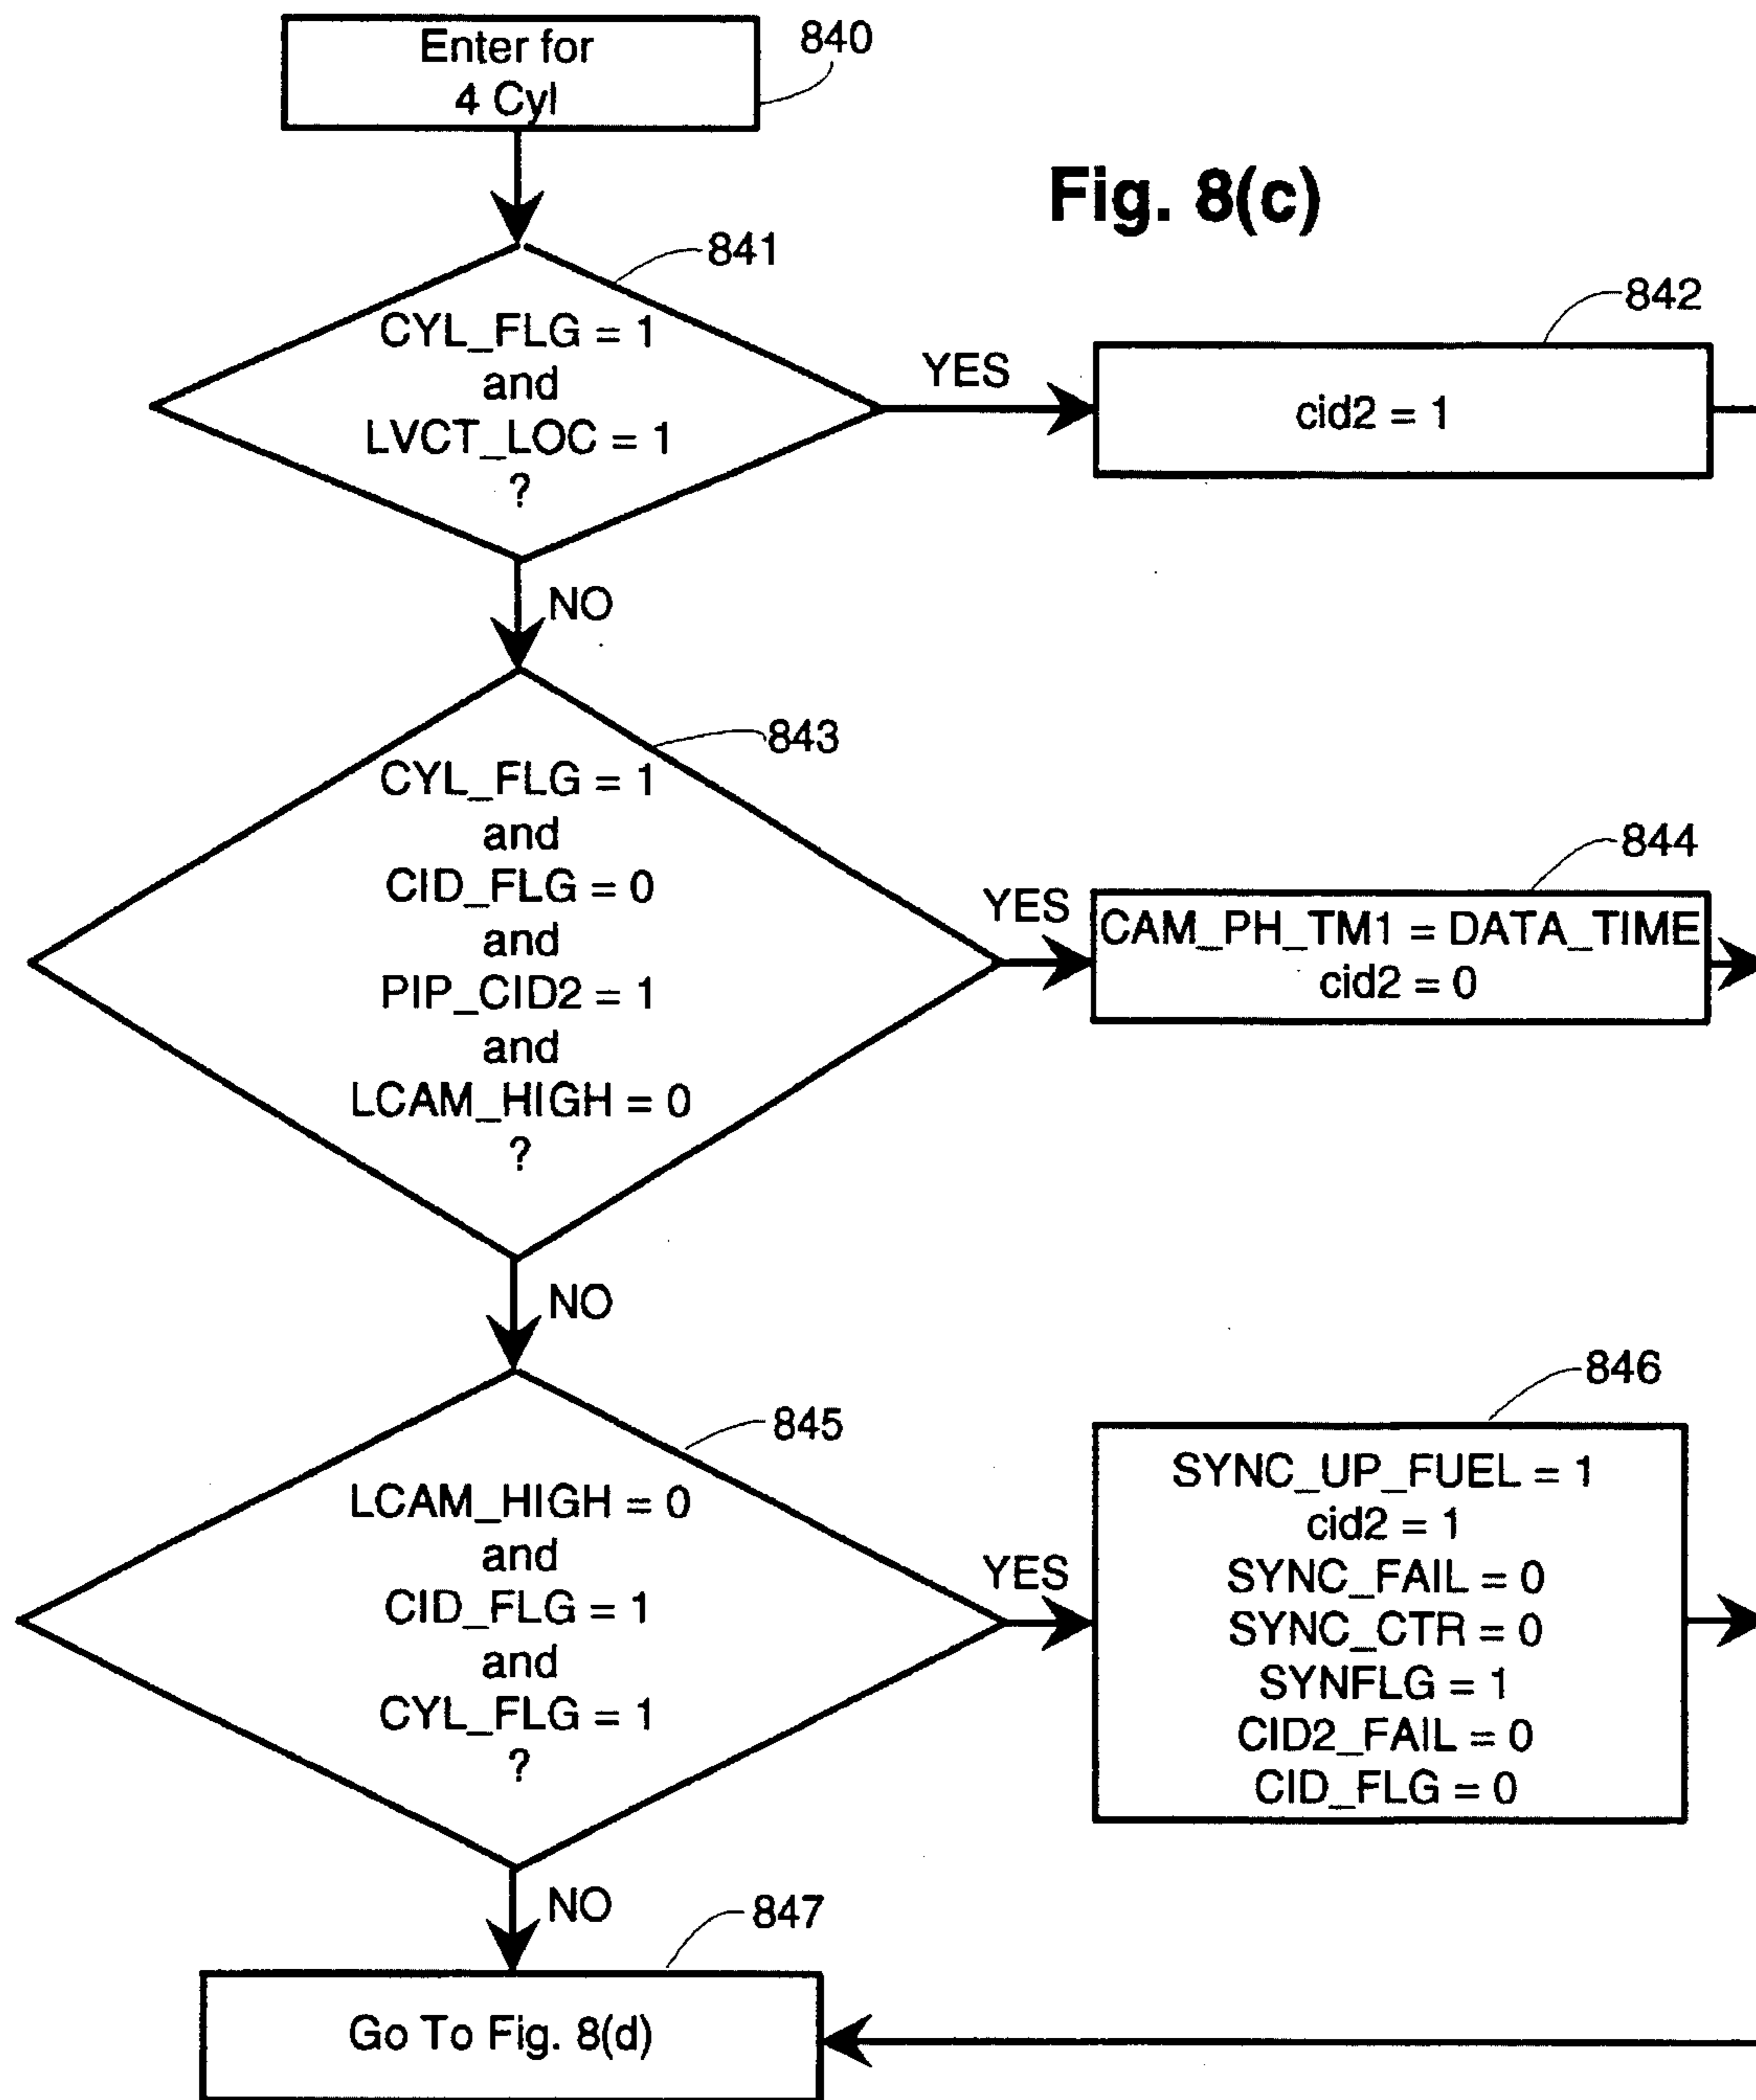 Enter for
4 Cyl
840
Fig. 8(c)
841
CYL_FLG = 1
and
LVCT_LOC = 1
?
YES
842
cid2 = 1
NO
843
CYL_FLG = 1
and
CID_FLG = 0
and
PIP_CID2 = 1
and
LCAM_HIGH = 0
?
YES
844
CAM_PH_TM1 = DATA_TIME
cid2 = 0
NO
845
LCAM_HIGH = 0
and
CID_FLG = 1
and
CYL_FLG = 1
?
YES
846
SYNC_UP_FUEL = 1
cid2 = 1
SYNC_FAIL = 0
SYNC_CTR = 0
SYNFLG = 1
CID2_FAIL = 0
CID_FLG = 0
NO
847
Go To Fig. 8(d)